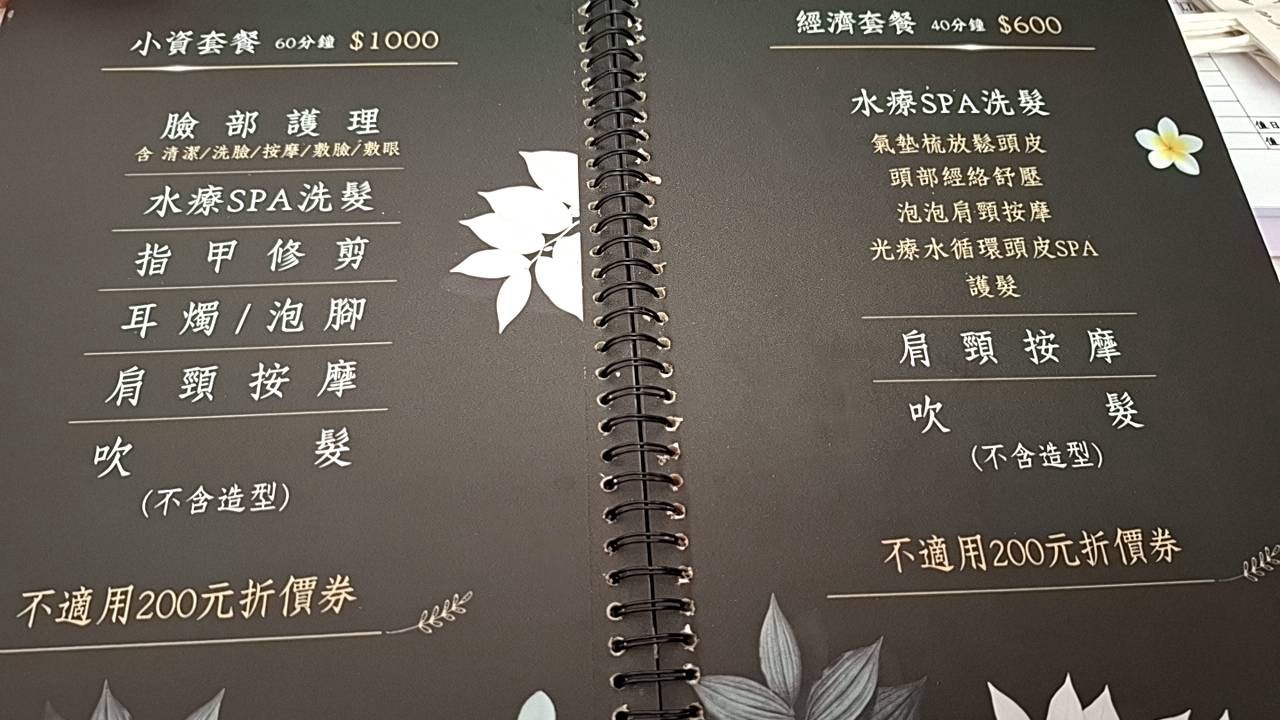 小資套餐 60分鐘 $1000
臉部護理
含 清潔/洗臉/按摩/敷臉/敷眼
水療SPA洗髮
指甲修剪
耳燭/泡腳
肩頸按摩
吹髮
(不含造型)
不適用200元折價券
經濟套餐 40分鐘 $600
水療SPA洗髮
氣墊梳放鬆頭皮
頭部經絡舒壓
泡泡肩頸按摩
光療水循環頭皮SPA
護髮
肩頸按摩
吹髮
(不含造型)
不適用200元折價券